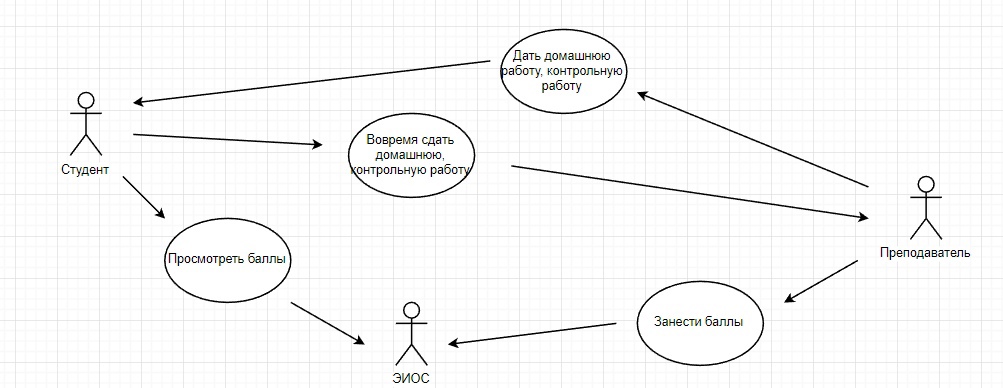 Дать домашнюю
работу, контрольную
работу
Вовремя сдать
домашнюю,
контрольную работу
Студент
Преподаватель
Просмотреть баллы
Занести баллы
ЭИОС